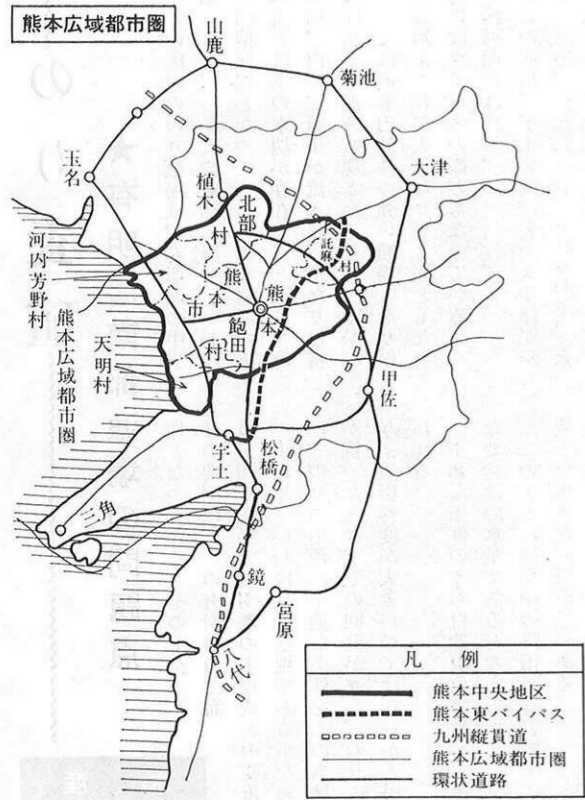 熊本広域都市圏
山鹿
菊池
玉名
大津
植木
北部
村
託麻
村
河内芳野村
熊本
市
熊
本
熊本広域都市圏
飽田
村
天明村
甲佐
宇土
松橋
三角
鏡
宮原
八代
凡例
熊本中央地区
熊本東バイパス
九州縦貫道
熊本広域都市圏
環状道路